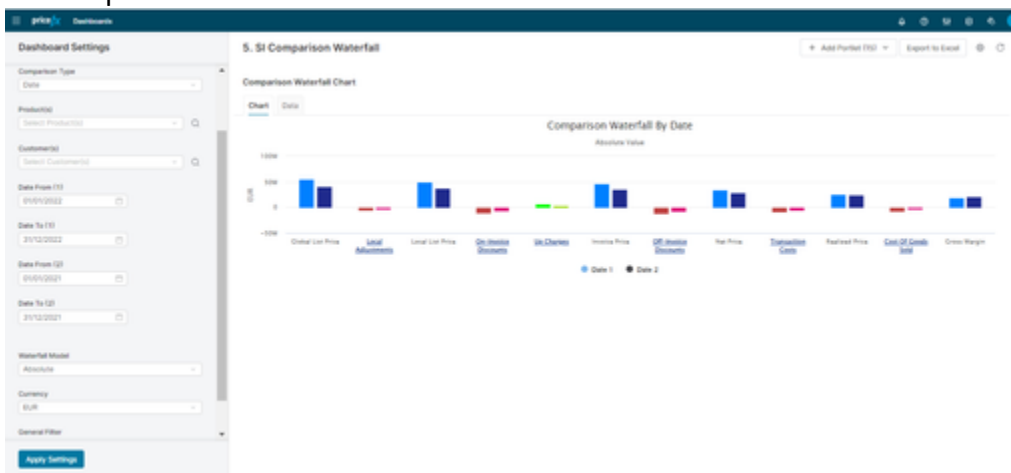 pricefx Dashboards
Dashboard Settings
Comparison Type
Date
Product(s)
Select Product(s)
Customer(s)
Select Customer(s)
Date From (1)
01/01/2022
Date To (1)
31/12/2022
Date From (2)
01/01/2021
Date To (2)
31/12/2021
Waterfall Model
Absolute
Currency
EUR
General Filter
Apply Settings
5. SI Comparison Waterfall
+ Add Portlet (15)
Export to Excel
Comparison Waterfall Chart
Chart Data
Comparison Waterfall By Date
Absolute Value
EUR
100M
50M
0
-50M
Global List Price
Local Adjustments
Local List Price
On-Invoice Discounts
Up Charges
Invoice Price
Off-Invoice Discounts
Net Price
Transaction Costs
Realized Price
Cost Of Goods Sold
Gross Margin
Date 1 Date 2